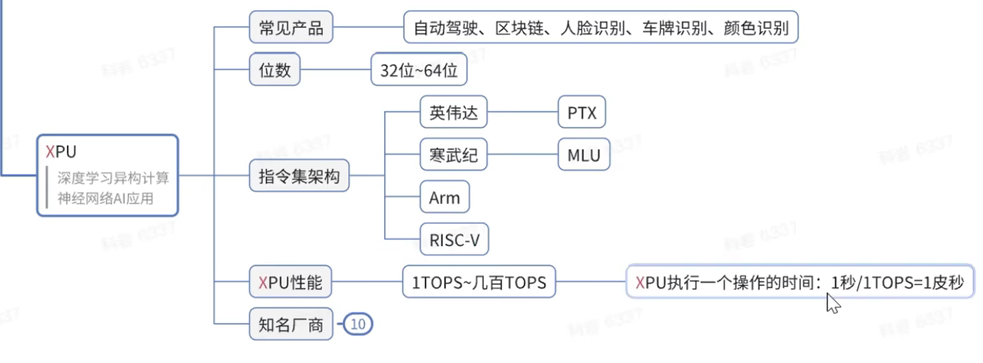 常见产品
自动驾驶、区块链、人脸识别、车牌识别、颜色识别
位数
32位~64位
XPU
深度学习异构计算
神经网络AI应用
指令集架构
英伟达
PTX
寒武纪
MLU
Arm
RISC-V
XPU性能
1TOPS~几百TOPS
XPU执行一个操作的时间：1秒/1TOPS=1皮秒
知名厂商
10